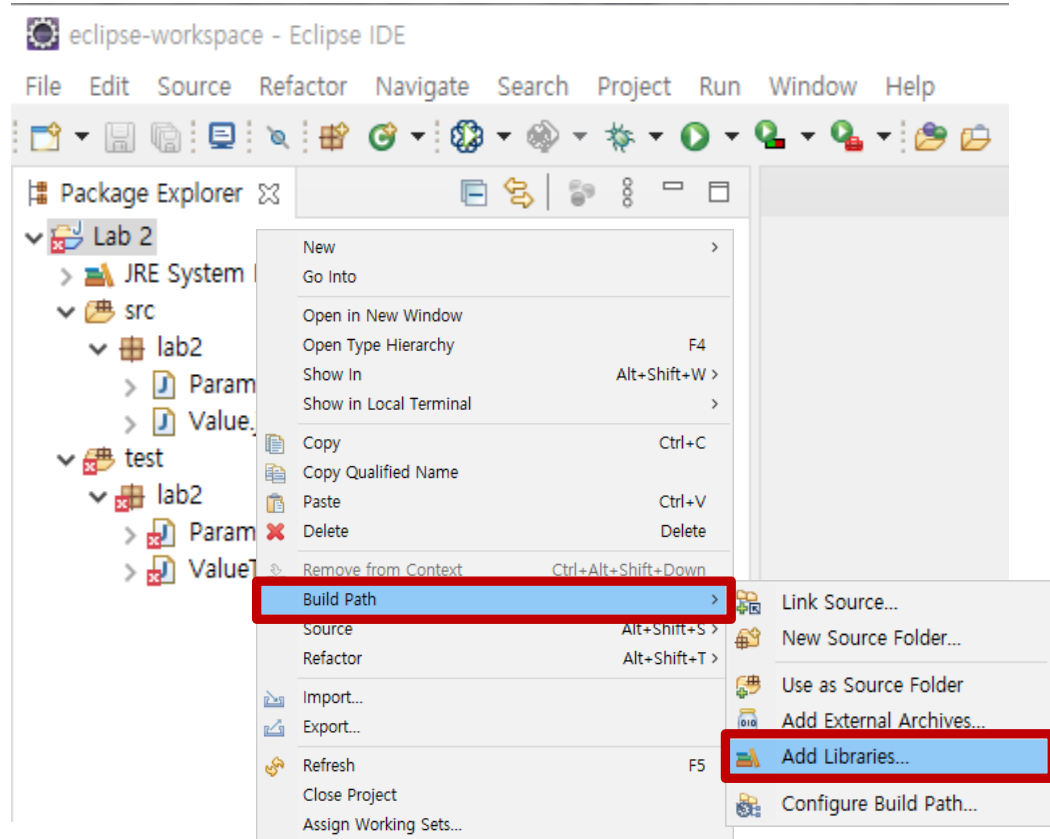 eclipse-workspace - Eclipse IDE
File Edit Source Refactor Navigate Search Project Run Window Help
Package Explorer
Lab 2
JRE System
src
lab2
Param
Value.
test
lab2
Param
ValueT
New
Go Into
Open in New Window
Open Type Hierarchy F4
Show In Alt+Shift+W >
Show in Local Terminal
Copy Ctrl+C
Copy Qualified Name
Paste Ctrl+V
Delete Delete
Remove from Context Ctrl+Alt+Shift+Down
Build Path
Source Alt+Shift+S >
Refactor Alt+Shift+T >
Import...
Export...
Refresh F5
Close Project
Assign Working Sets...
Link Source...
New Source Folder...
Use as Source Folder
010 Add External Archives...
Add Libraries...
Configure Build Path...